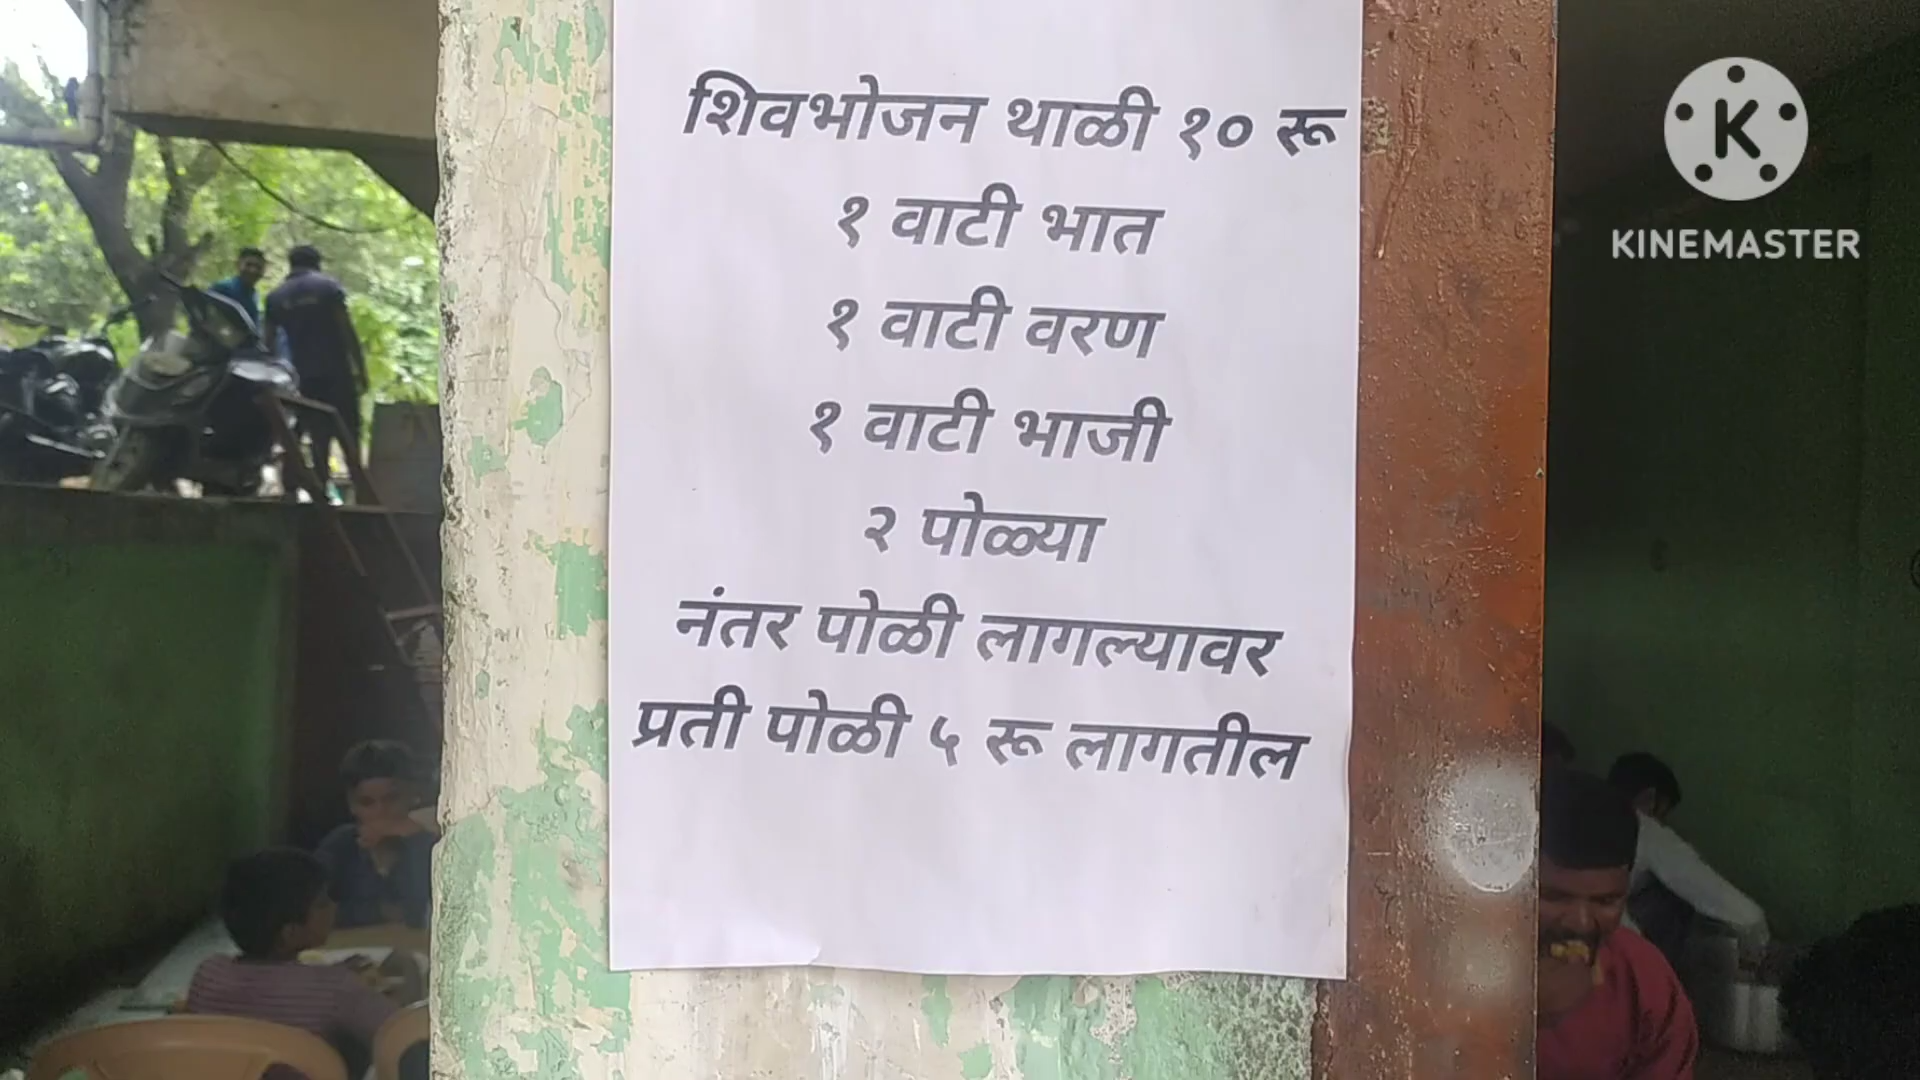 शिवभोजन थाळी १० रू
१ वाटी भात
१ वाटी वरण
१ वाटी भाजी
२ पोळ्या
नंतर पोळी लागल्यावर
प्रती पोळी ५ रू लागतील
K
KINEMASTER